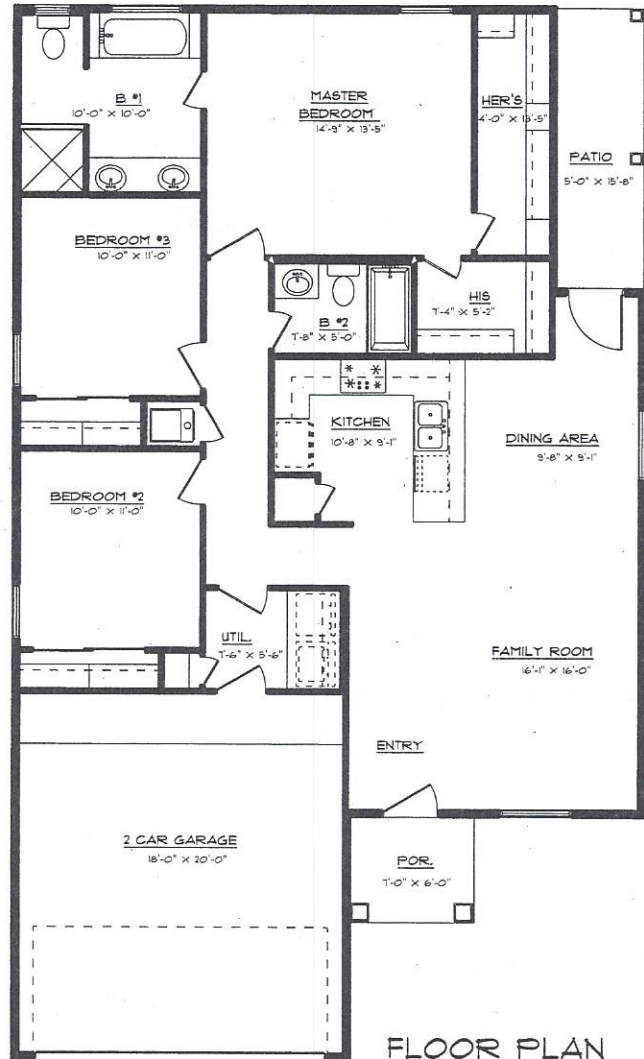 B #1
10'-0" X 10'-0"
MASTER
BEDROOM
14'-9" X 13'-5"
HER'S
4'-0" X 13'-5"
PATIO
5'-0" X 15'-8"
BEDROOM #3
10'-0" X 11'-0"
B #2
7'-8" X 5'-0"
HIS
7'-4" X 5'-2"
KITCHEN
10'-8" X 9'-1"
DINING AREA
9'-8" X 9'-1"
BEDROOM #2
10'-0" X 11'-0"
UTIL.
7'-6" X 5'-6"
FAMILY ROOM
16'-1" X 16'-0"
ENTRY
2 CAR GARAGE
18'-0" X 20'-0"
POR.
7'-0" X 6'-0"
FLOOR PLAN